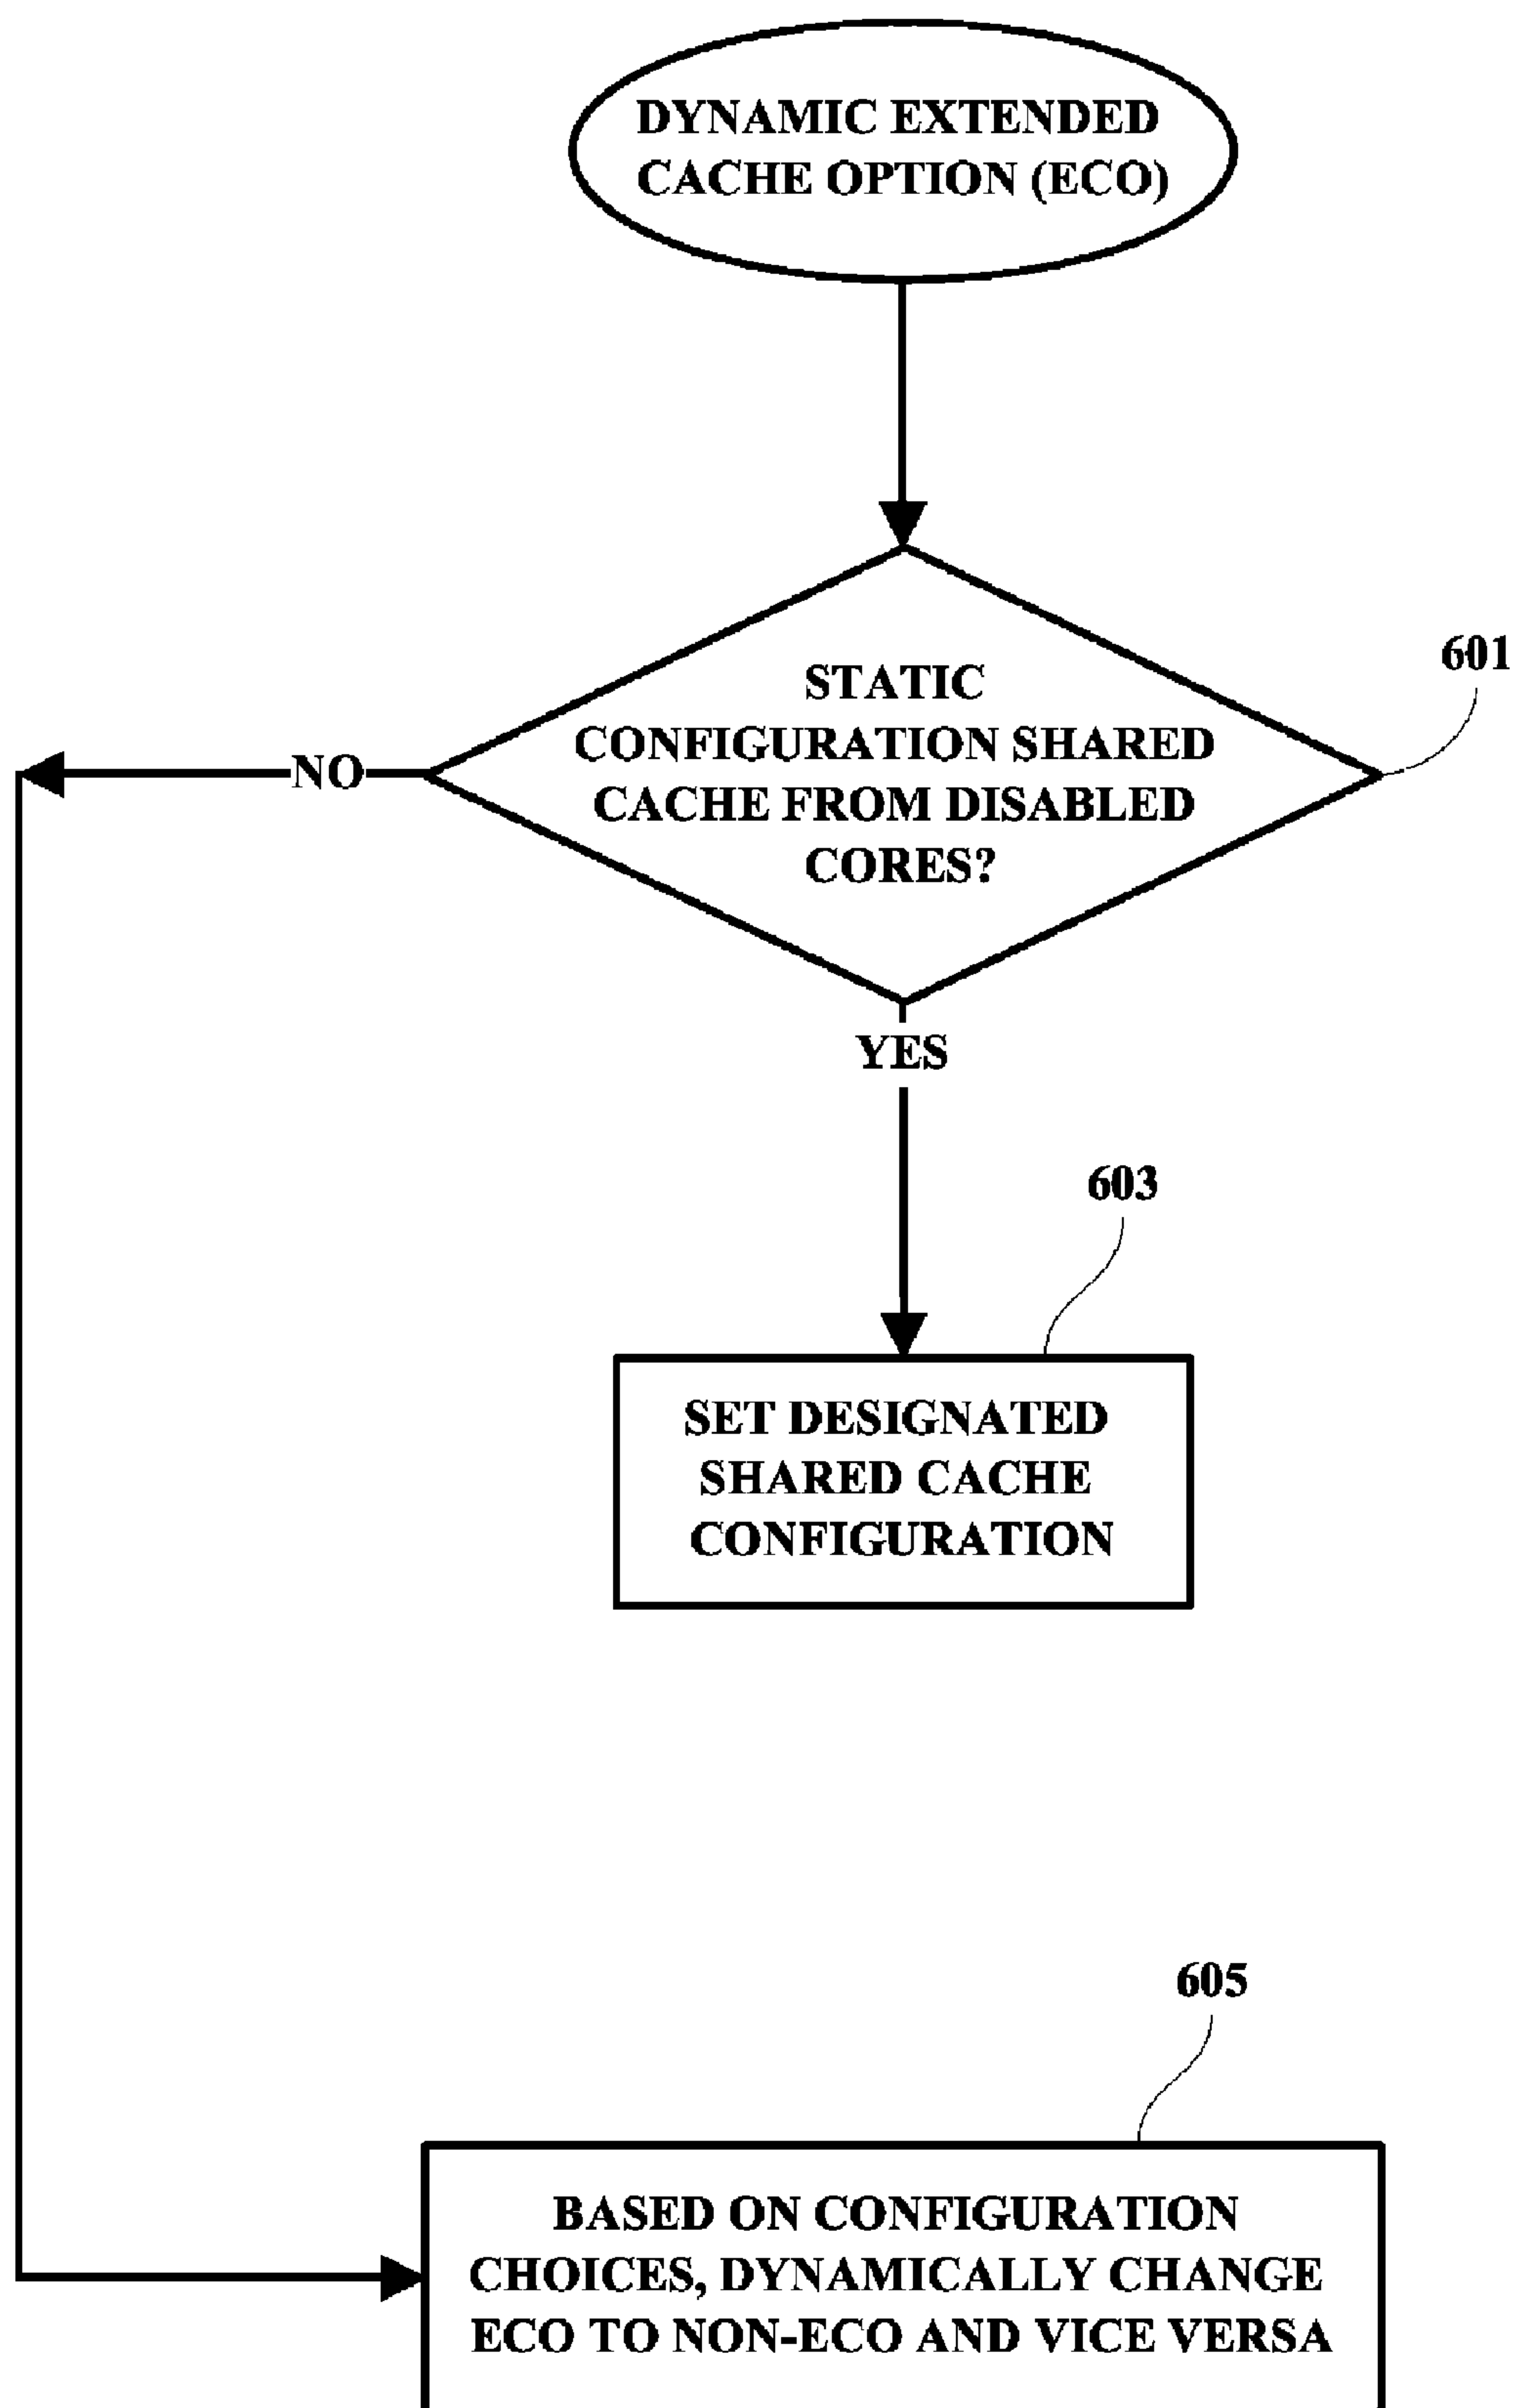 DYNAMIC EXTENDED
CACHE OPTION (ECO)
601
STATIC
CONFIGURATION SHARED
CACHE FROM DISABLED
CORES?
NO
YES
603
SET DESIGNATED
SHARED CACHE
CONFIGURATION
605
BASED ON CONFIGURATION
CHOICES, DYNAMICALLY CHANGE
ECO TO NON-ECO AND VICE VERSA